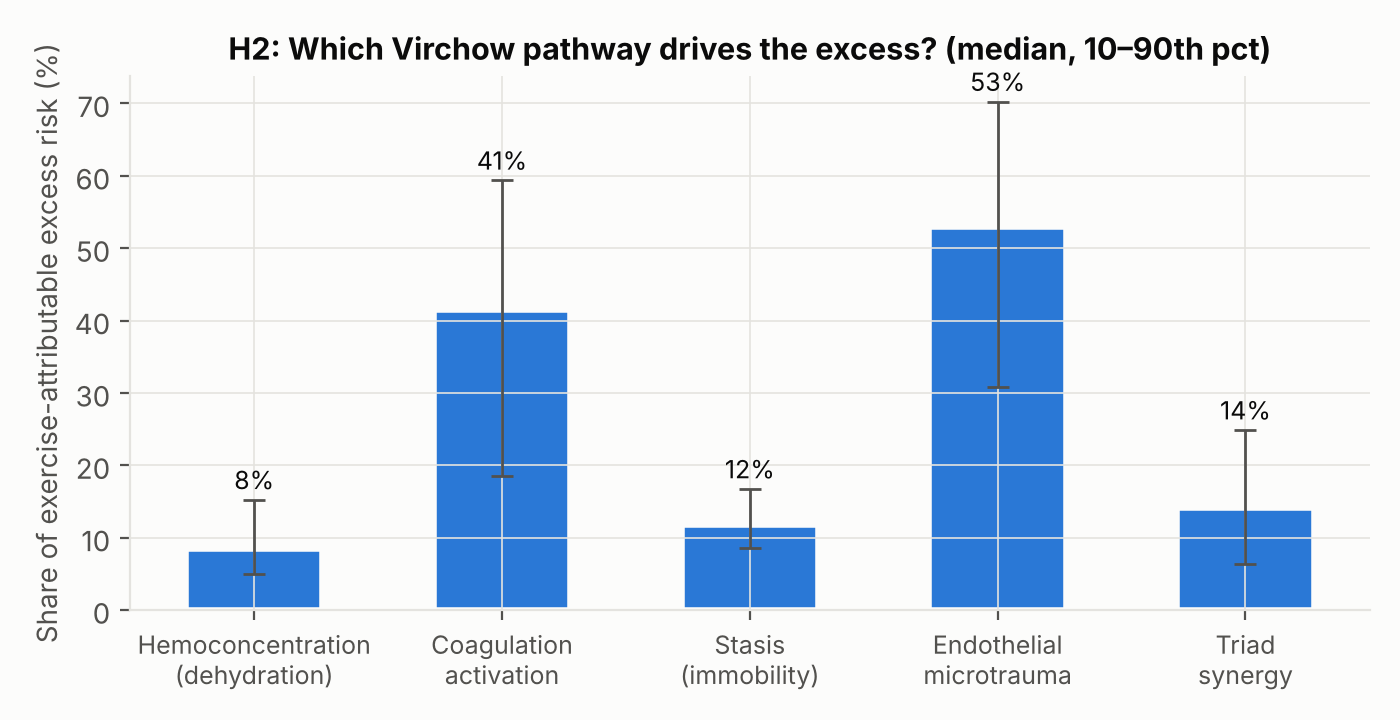 H2: Which Virchow pathway drives the excess? (median, 10–90th pct)
Share of exercise-attributable excess risk (%)
70
60
50
40
30
20
10
0
8%
41%
12%
53%
14%
Hemoconcentration
(dehydration)
Coagulation
activation
Stasis
(immobility)
Endothelial
microtrauma
Triad
synergy